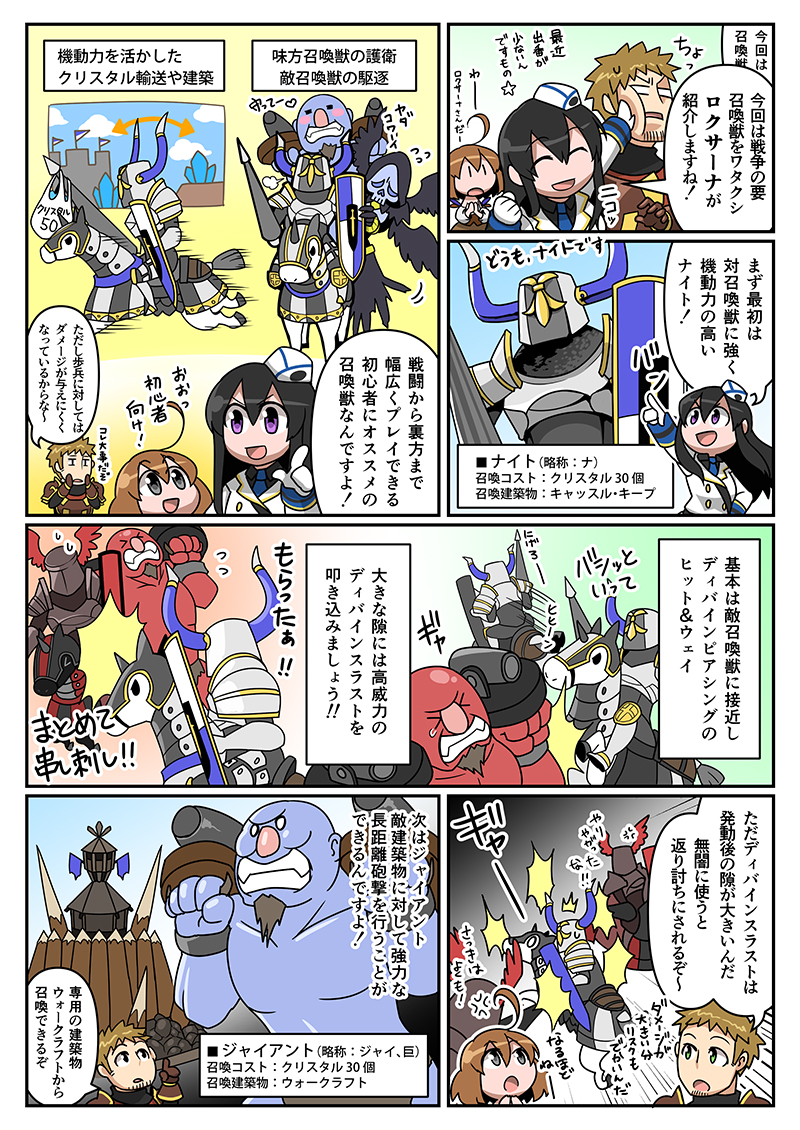 今回は
召喚獣
ちょっ
今回は戦争の要
召喚獣をワタクシ
ロクサーナが
紹介しますね！
最近
出番が
少ないん
ですもの☆
わー
ロクサーナさんだー
ニコッ
まず最初は
対召喚獣に強く
機動力の高い
ナイト！
どうも、ナイトです
バン
■ナイト（略称：ナ）
召喚コスト：クリスタル30個
召喚建築物：キャッスル・キープ
味方召喚獣の護衛
敵召喚獣の駆逐
機動力を活かした
クリスタル輸送や建築
ヤダ
コワイ
クリスタル
50
戦闘から裏方まで
幅広くプレイできる
初心者にオススメの
召喚獣なんですよ！
おおっ
初心者
向け！
ただし歩兵に対しては
ダメージが与えにく〜く
なっているからな〜
コレ大事だぞ
基本は敵召喚獣に接近し
ディバインピアシングの
ヒット＆ウェイ
バシッと
いって
にげろー
ヒヒーン
ギャ
大きな隙には高威力の
ディバインスラストを
叩き込みましょう！！
もらったぁ！！
まとめて
串し刺し！！
ただディバインスラストは
発動後の隙が大きいんだ
無闇に使うと
返り討ちにされるぞ〜
やり
やがった
な！！
ギャー
さっきは
よくも！
ダメージが
大きい分
リスクも
でかいんだ
なるほど
ね
次はジャイアント
敵建築物に対して強力な
長距離砲撃を行うことが
できるんですよ！
■ジャイアント（略称：ジャイ、巨）
召喚コスト：クリスタル30個
召喚建築物：ウォークラフト
専用の建築物
ウォークラフトから
召喚できるぞ